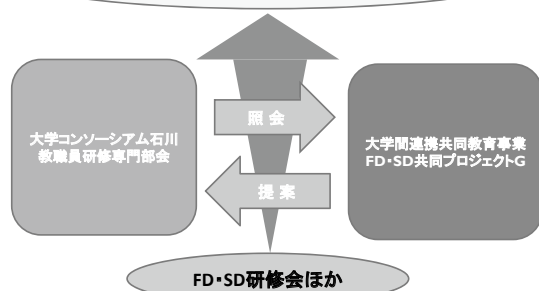 照会
大学コンソーシアム石川
教職員研修専門部会
大学間連携共同教育事業
FD・SD共同プロジェクトG
提案
FD・SD研修会ほか